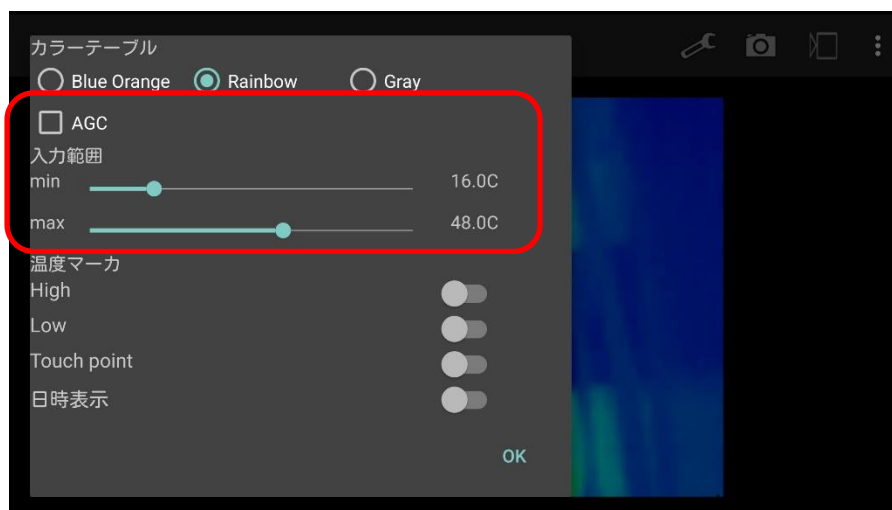 カラーテーブル
Blue Orange Rainbow Gray
AGC
入力範囲
min 16.0C
max 48.0C
温度マーカ
High
Low
Touch point
日時表示
OK